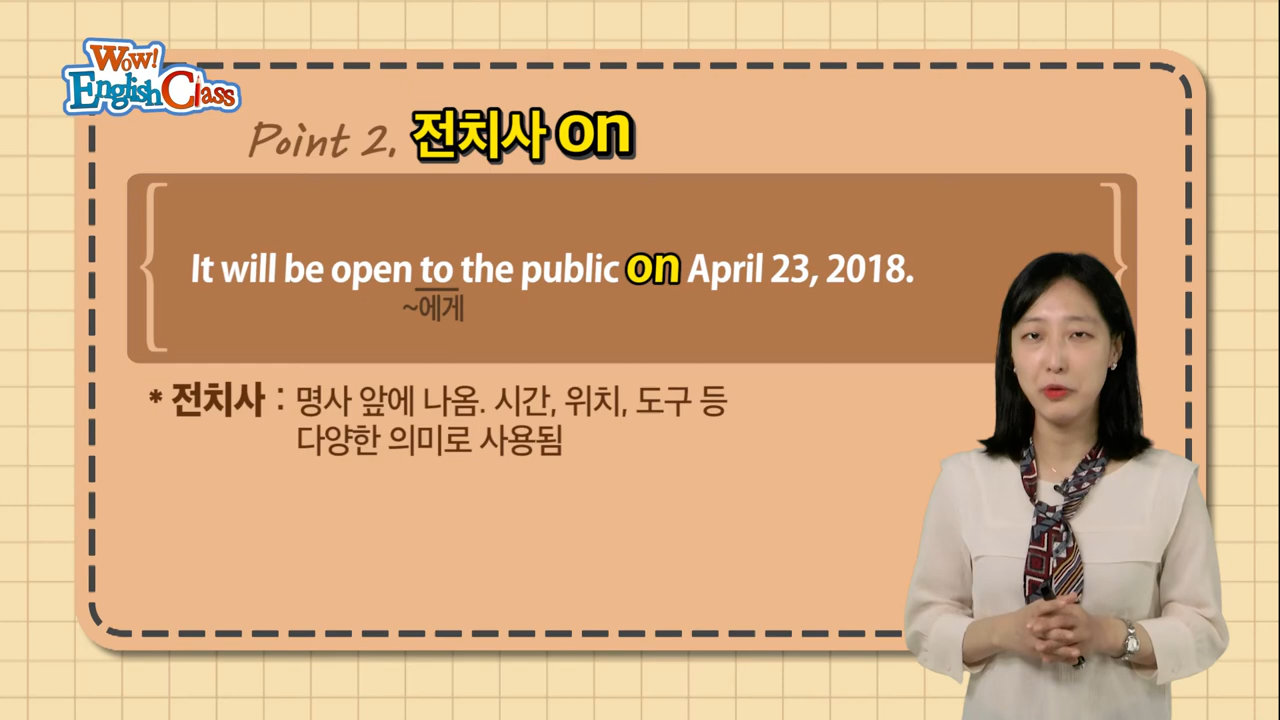 Wow!
English Class
Point 2. 전치사 on
It will be open to the public on April 23, 2018.
~에게
* 전치사 : 명사 앞에 나옴. 시간, 위치, 도구 등
다양한 의미로 사용됨